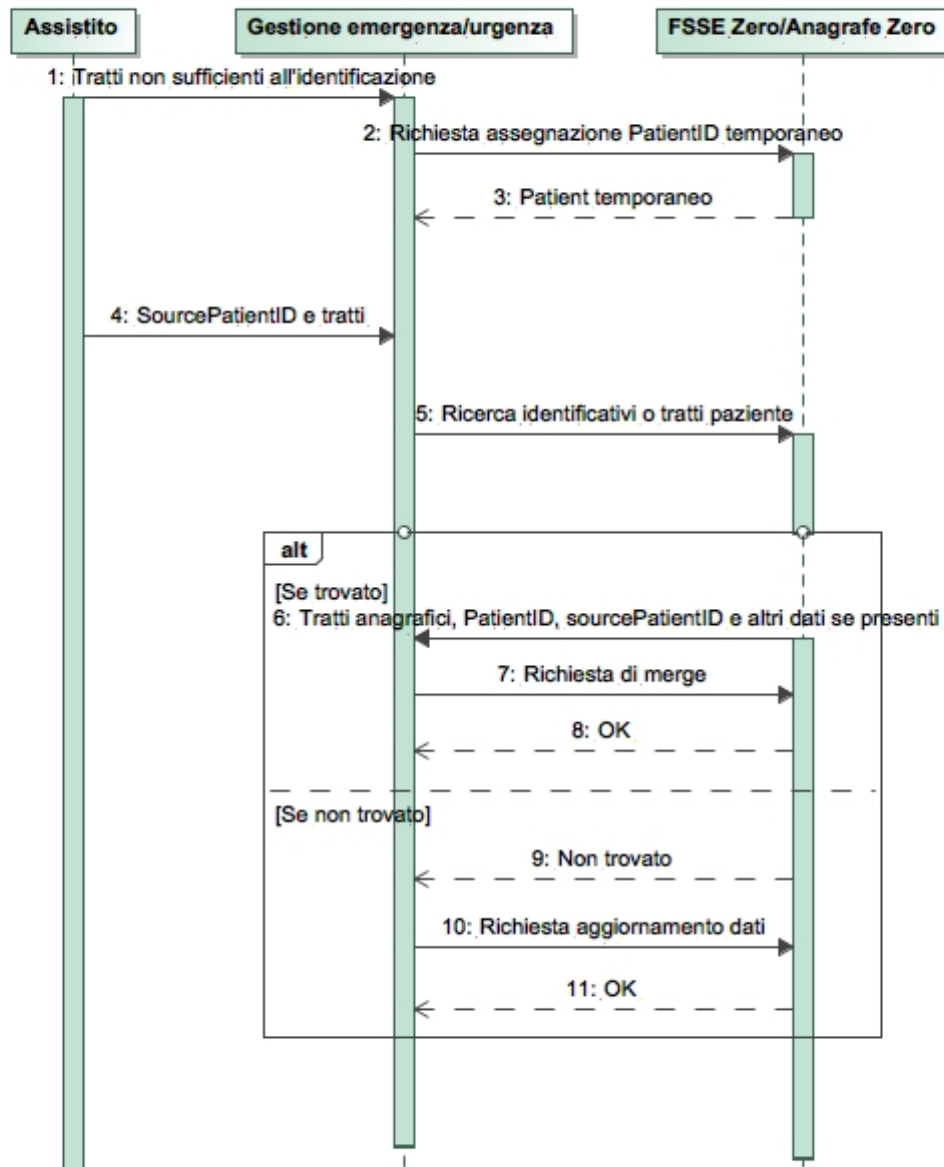 Assistito
Gestione emergenza/urgenza
FSSE Zero/Anagrafe Zero
1: Tratti non sufficienti all'identificazione
2: Richiesta assegnazione PatientID temporaneo
3: Patient temporaneo
4: SourcePatientID e tratti
5: Ricerca identificativi o tratti paziente
alt
[Se trovato]
6: Tratti anagrafici, PatientID, sourcePatientID e altri dati se presenti
7: Richiesta di merge
8: OK
[Se non trovato]
9: Non trovato
10: Richiesta aggiornamento dati
11: OK